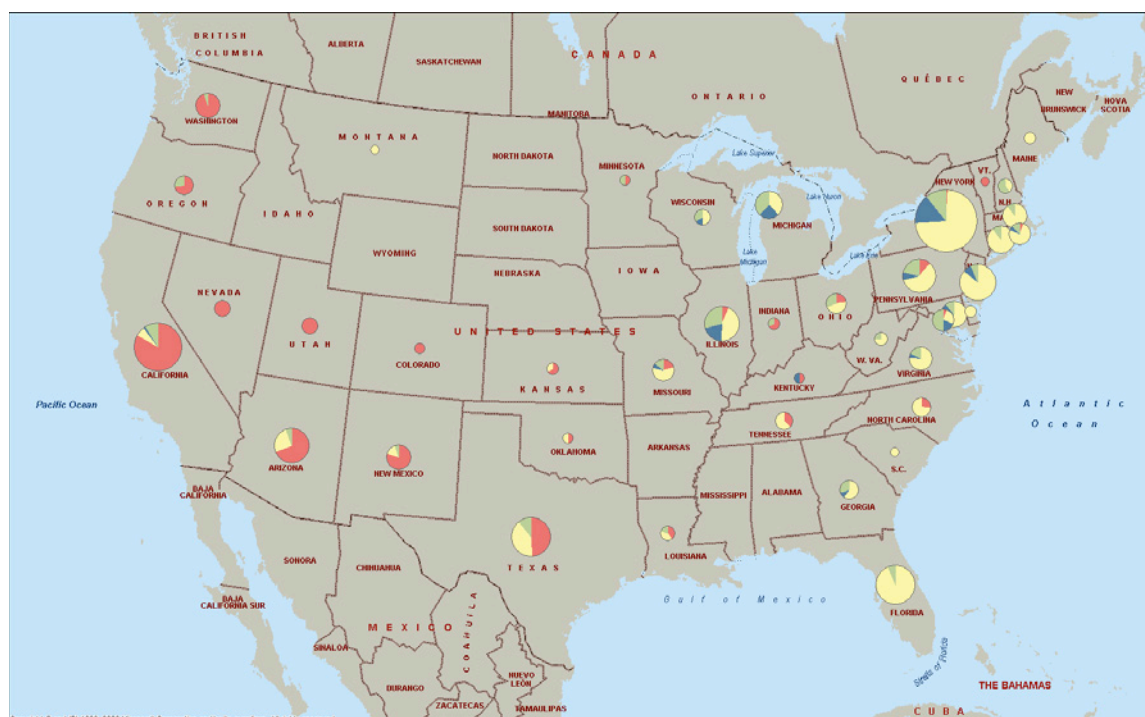 BRITISH
COLUMBIA
ALBERTA
SASKATCHEWAN
CANADA
MANITOBA
ONTARIO
QUÉBEC
NEW
BRUNSWICK
NOVA
SCOTIA
WASHINGTON
MONTANA
NORTH DAKOTA
MINNESOTA
Lake Superior
MAINE
OREGON
IDAHO
SOUTH DAKOTA
WISCONSIN
MICHIGAN
Lake Huron
NEW YORK
VT.
N.H.
WYOMING
Lake
Michigan
NEBRASKA
IOWA
PENNSYLVANIA
NEVADA
UTAH
COLORADO
UNITED STATES
ILLINOIS
INDIANA
OHIO
CALIFORNIA
KANSAS
MISSOURI
KENTUCKY
W. VA.
VIRGINIA
Pacific Ocean
Atlantic
Ocean
ARIZONA
NEW MEXICO
OKLAHOMA
ARKANSAS
TENNESSEE
NORTH CAROLINA
S.C.
BAJA
CALIFORNIA
MISSISSIPPI
ALABAMA
GEORGIA
SONORA
CHIHUAHUA
TEXAS
LOUISIANA
FLORIDA
BAJA
CALIFORNIA SUR
MEXICO
COAHUILA
Gulf of Mexico
SINALOA
DURANGO
NUEVO
LEÓN
Straits of Florida
THE BAHAMAS
ZACATECAS
TAMAULIPAS
CUBA